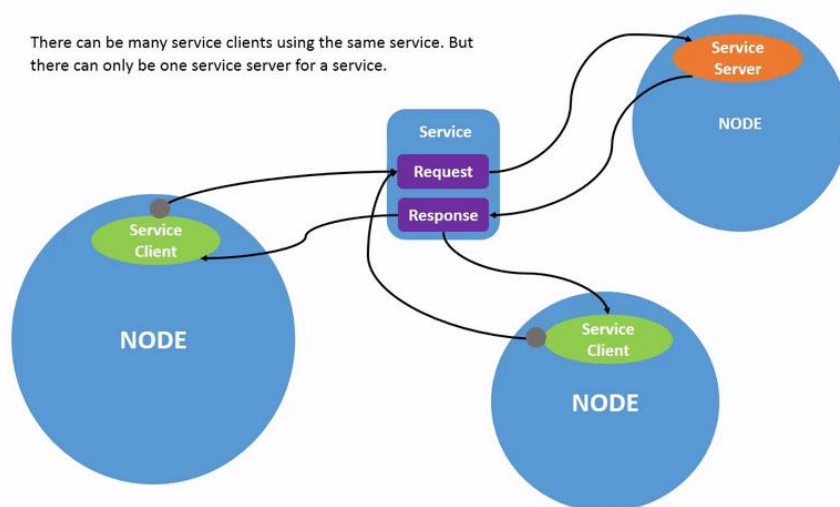 There can be many service clients using the same service. But
there can only be one service server for a service.
Service
Server
NODE
Service
Request
Response
Service
Client
NODE
Service
Client
NODE